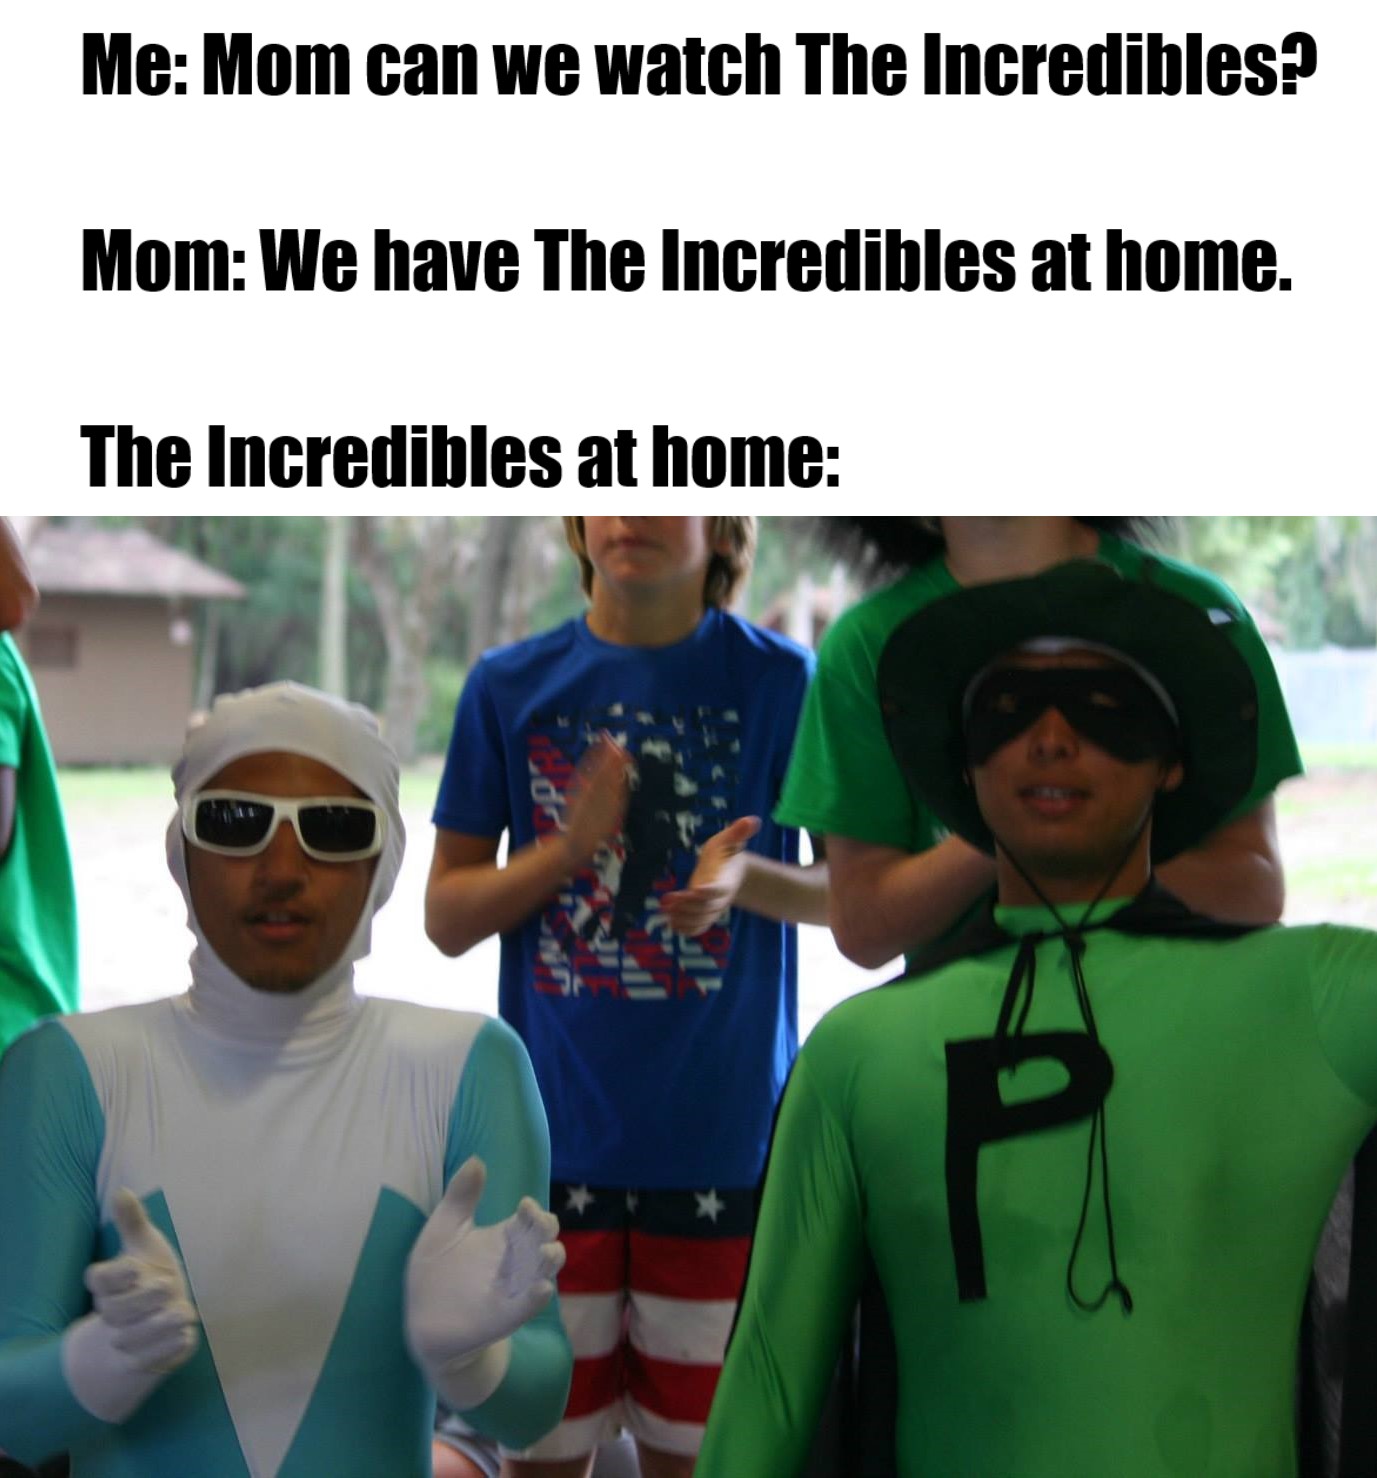 Me: Mom can we watch The Incredibles?
Mom: We have The Incredibles at home.
The Incredibles at home:
P